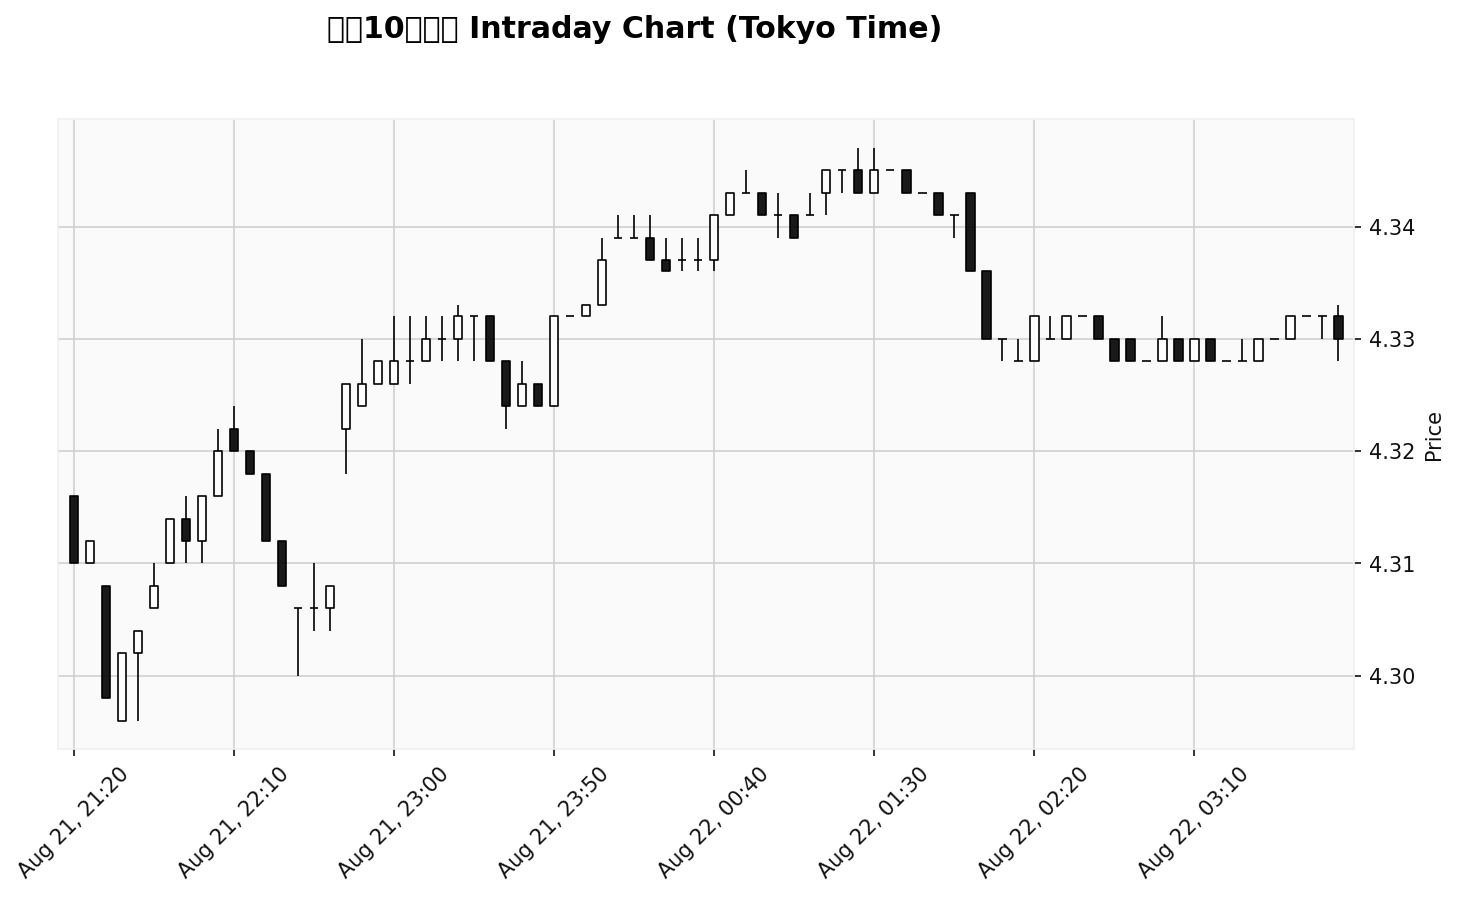 10 Intraday Chart (Tokyo Time)
4.34
4.33
4.32
4.31
4.30
Price
Aug 21, 21:20
Aug 21, 22:10
Aug 21, 23:00
Aug 21, 23:50
Aug 22, 00:40
Aug 22, 01:30
Aug 22, 02:20
Aug 22, 03:10